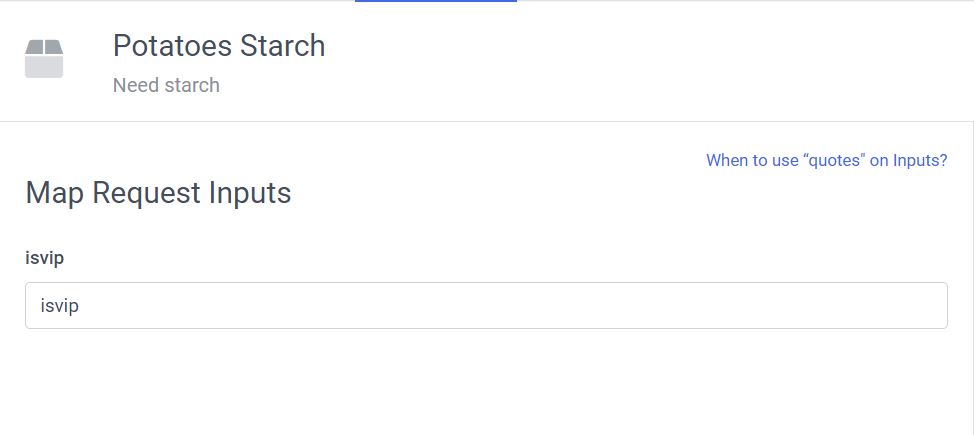 Potatoes Starch
Need starch
When to use “quotes" on Inputs?
Map Request Inputs
isvip
isvip